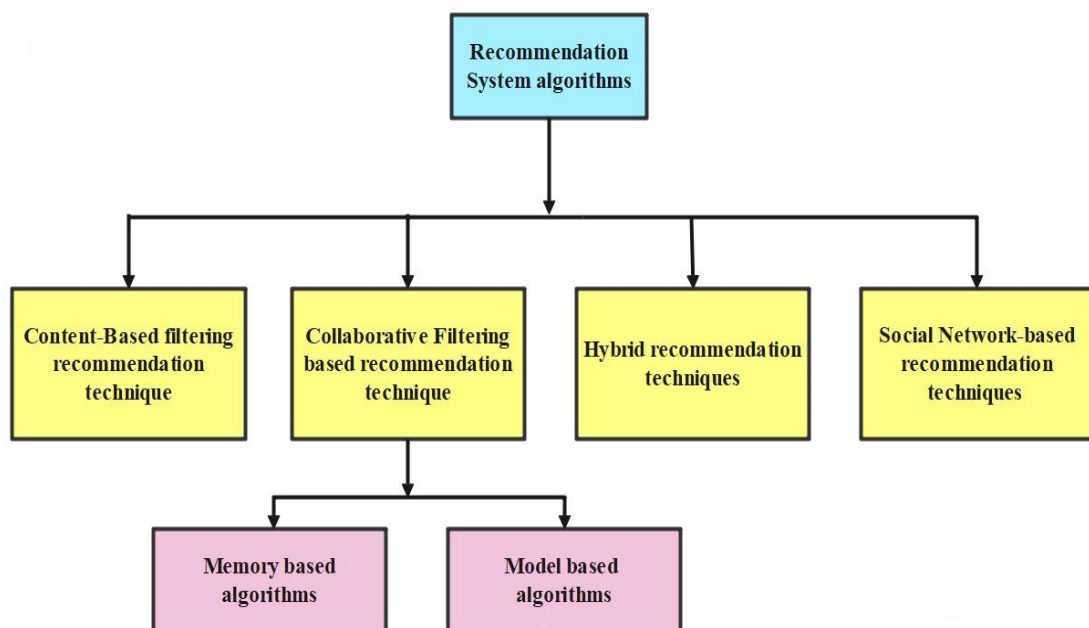 Recommendation
System algorithms
Content-Based filtering
recommendation
technique
Collaborative Filtering
based recommendation
technique
Hybrid recommendation
techniques
Social Network-based
recommendation
techniques
Memory based
algorithms
Model based
algorithms